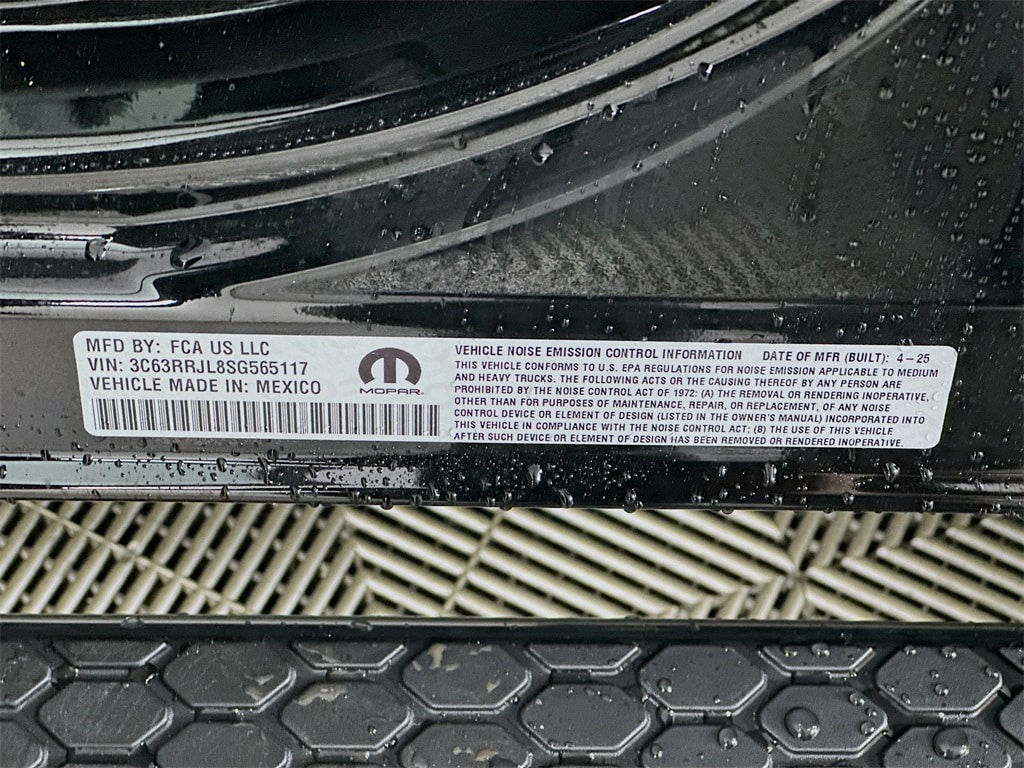 MFD BY: FCA US LLC
VIN: 3C63RRJL8SG565117
VEHICLE MADE IN: MEXICO
MOPAR.
VEHICLE NOISE EMISSION CONTROL INFORMATION DATE OF MFR (BUILT): 4-25
THIS VEHICLE CONFORMS TO U.S. EPA REGULATIONS FOR NOISE EMISSION APPLICABLE TO MEDIUM
AND HEAVY TRUCKS. THE FOLLOWING ACTS OR THE CAUSING THEREOF BY ANY PERSON ARE
PROHIBITED BY THE NOISE CONTROL ACT OF 1972: (A) THE REMOVAL OR RENDERING INOPERATIVE,
OTHER THAN FOR PURPOSES OF MAINTENANCE, REPAIR, OR REPLACEMENT, OF ANY NOISE
CONTROL DEVICE OR ELEMENT OF DESIGN (LISTED IN THE OWNER'S MANUAL) INCORPORATED INTO
THIS VEHICLE IN COMPLIANCE WITH THE NOISE CONTROL ACT; (B) THE USE OF THIS VEHICLE
AFTER SUCH DEVICE OR ELEMENT OF DESIGN HAS BEEN REMOVED OR RENDERED INOPERATIVE.